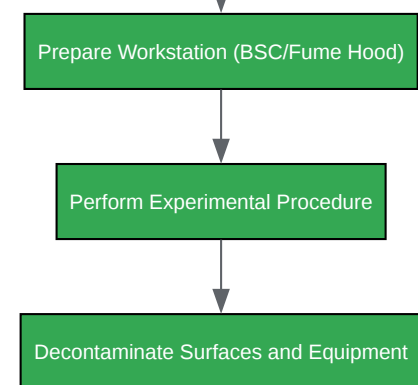 Prepare Workstation (BSC/Fume Hood)
Perform Experimental Procedure
Decontaminate Surfaces and Equipment